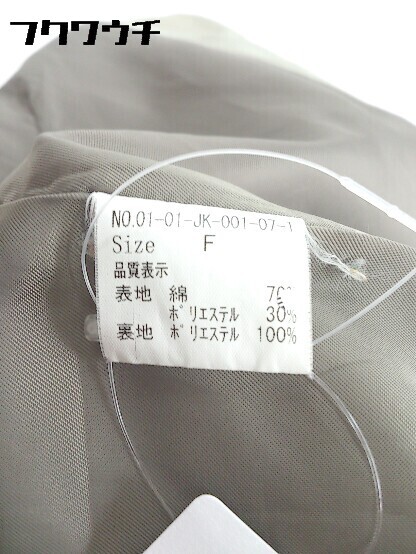 フクワウチ
NO.01-01-JK-001-07-1
Size F
品質表示
表地 綿
ポリエステル 30%
裏地 ポリエステル 100%